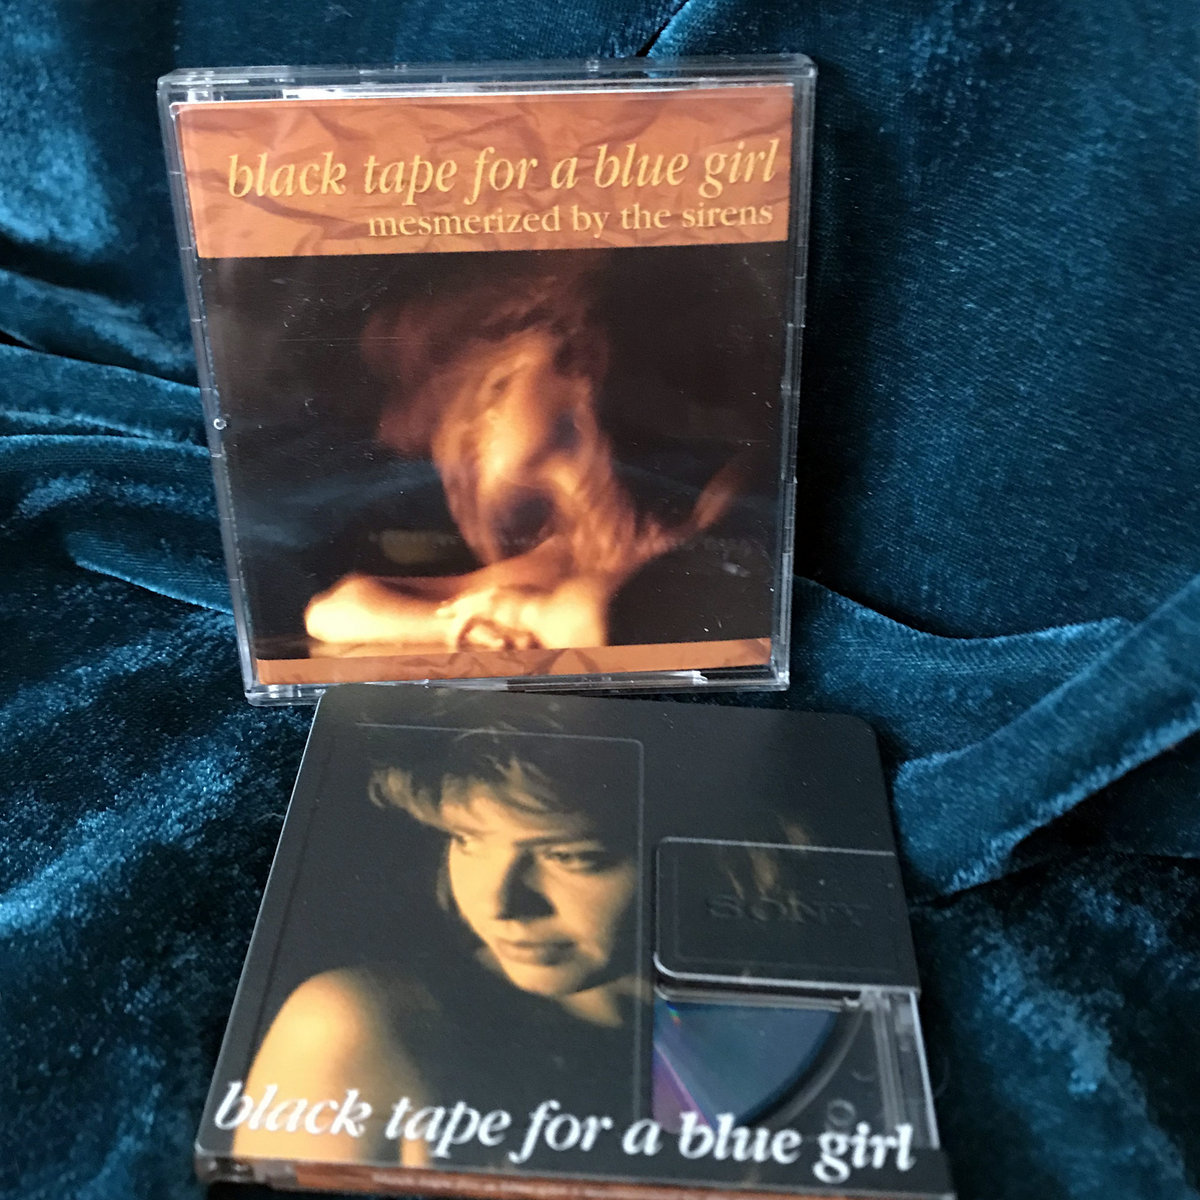 black tape for a blue girl
mesmerized by the sirens
SONY
black tape for a blue girl